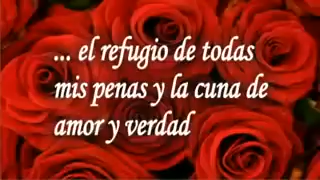 ... el refugio de todas
mis penas y la cuna de
amor y verdad